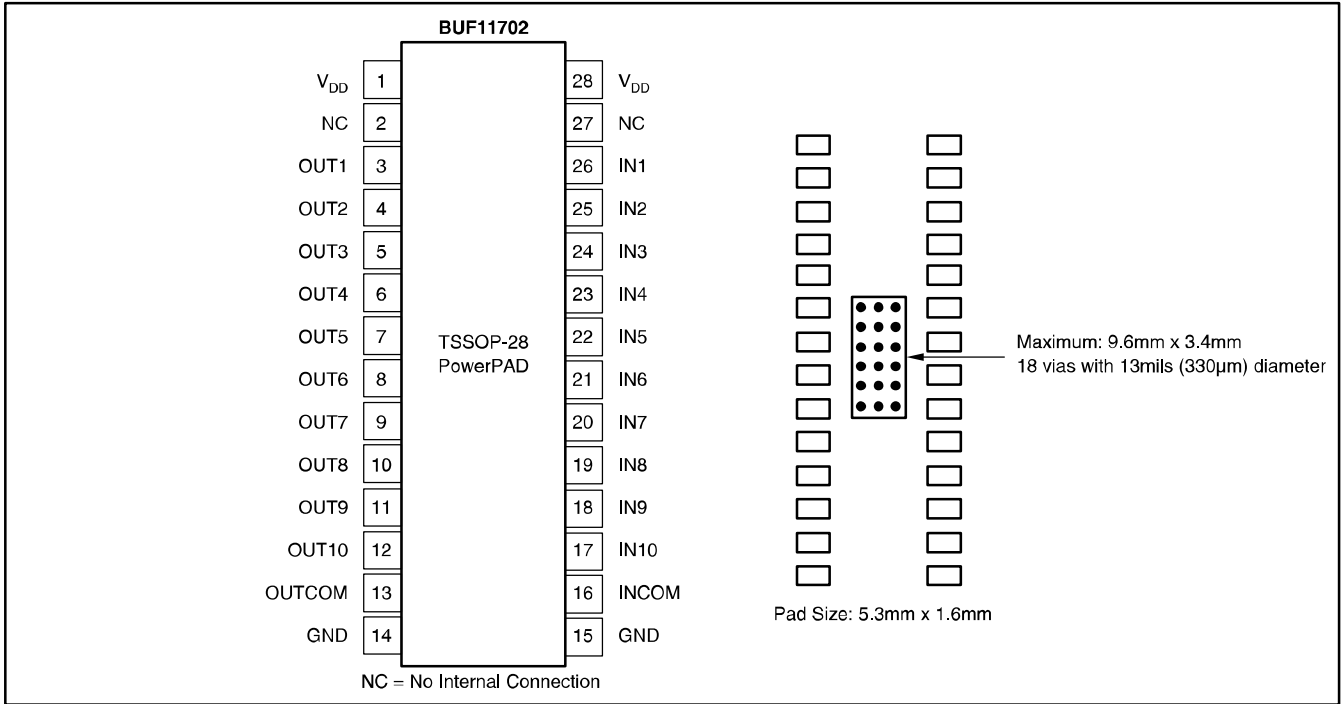 BUF11702
V_DD 1 28 V_DD
NC 2 27 NC
OUT1 3 26 IN1
OUT2 4 25 IN2
OUT3 5 24 IN3
OUT4 6 23 IN4
OUT5 7 22 IN5
OUT6 8 21 IN6
OUT7 9 20 IN7
OUT8 10 19 IN8
OUT9 11 18 IN9
OUT10 12 17 IN10
OUTCOM 13 16 INCOM
GND 14 15 GND
TSSOP-28
PowerPAD
NC = No Internal Connection
Maximum: 9.6mm x 3.4mm
18 vias with 13mils (330μm) diameter
Pad Size: 5.3mm x 1.6mm